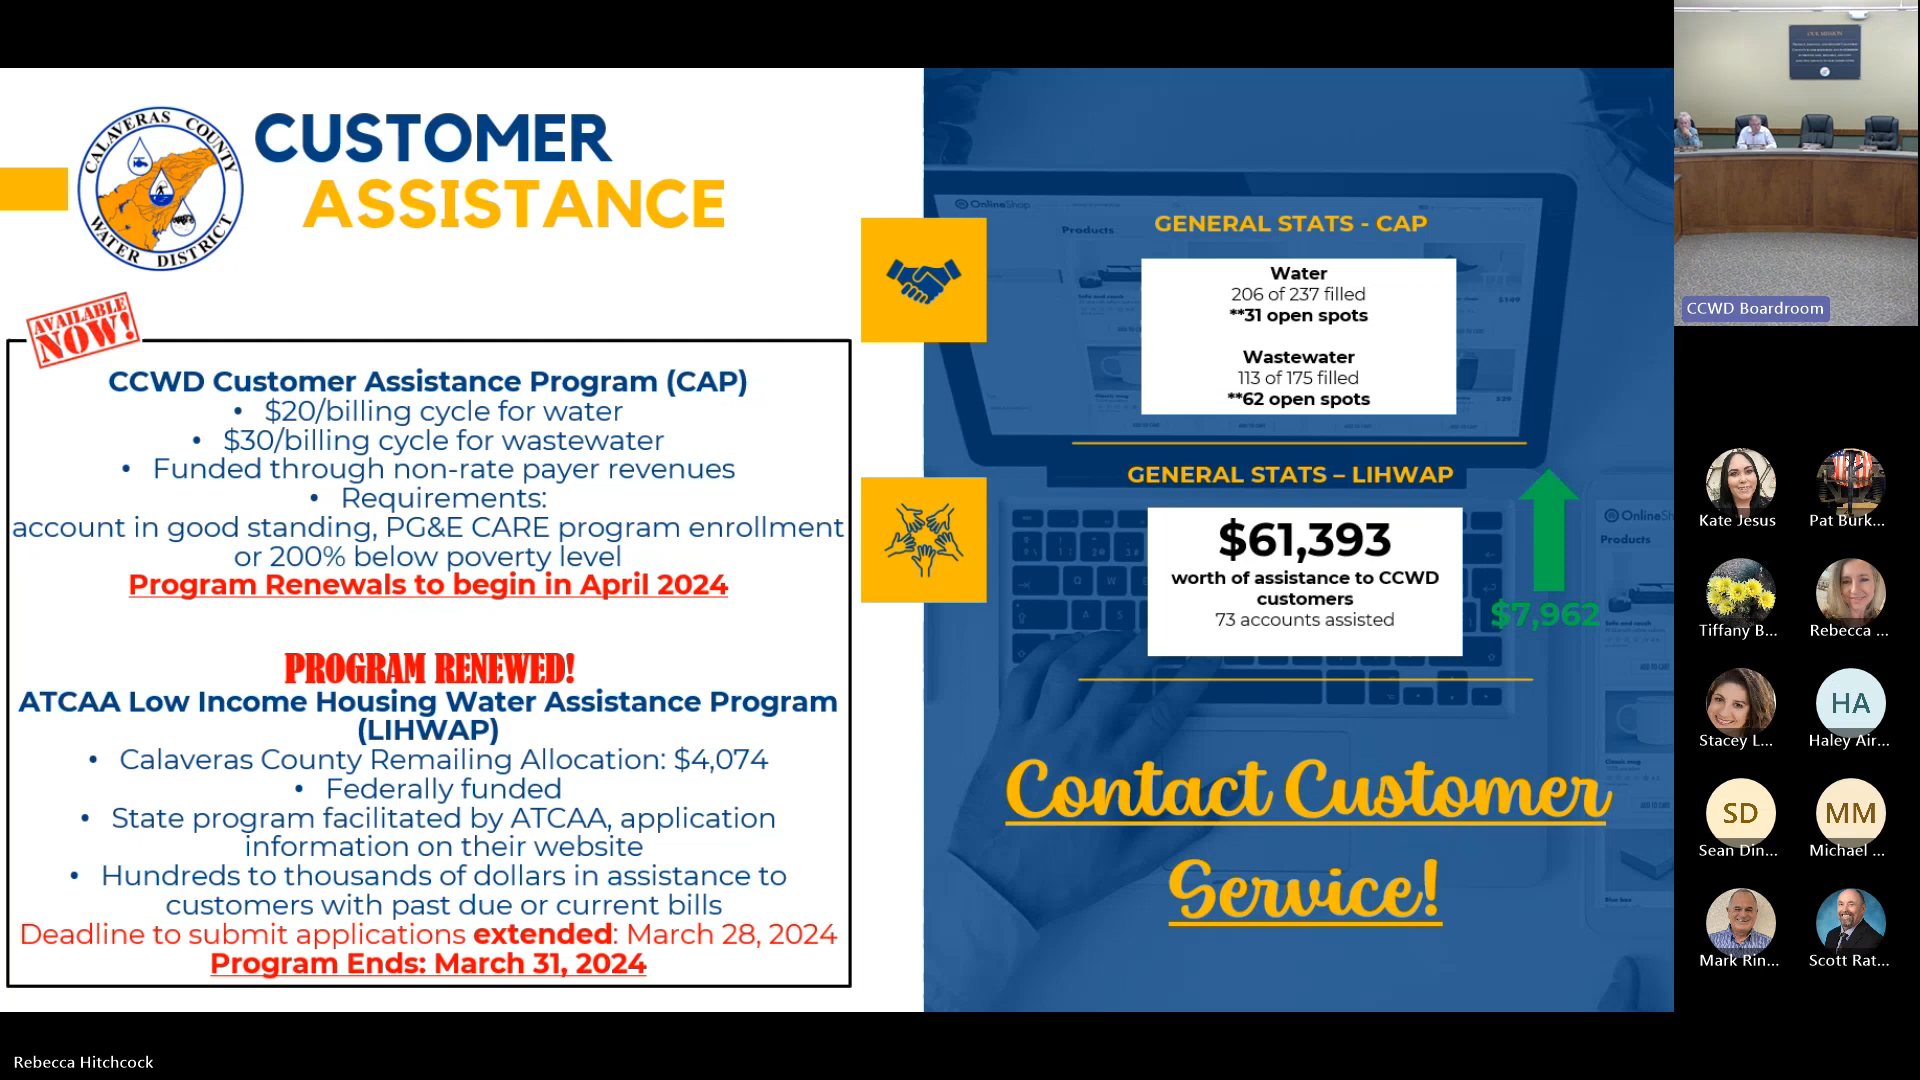 CALAVERAS COUNTY
WATER DISTRICT
CUSTOMER
ASSISTANCE
AVAILABLE
NOW!
CCWD Customer Assistance Program (CAP)
• $20/billing cycle for water
• $30/billing cycle for wastewater
• Funded through non-rate payer revenues
• Requirements:
account in good standing, PG&E CARE program enrollment
or 200% below poverty level
Program Renewals to begin in April 2024
PROGRAM RENEWED!
ATCAA Low Income Housing Water Assistance Program
(LIHWAP)
• Calaveras County Remailing Allocation: $4,074
• Federally funded
• State program facilitated by ATCAA, application
information on their website
• Hundreds to thousands of dollars in assistance to
customers with past due or current bills
Deadline to submit applications extended: March 28, 2024
Program Ends: March 31, 2024
OnlineShop
Products
GENERAL STATS - CAP
Water
206 of 237 filled
**31 open spots
Wastewater
113 of 175 filled
**62 open spots
GENERAL STATS – LIHWAP
$61,393
worth of assistance to CCWD
customers
73 accounts assisted
$7,962
OnlineSh
Products
Contact Customer
Service!
OUR MISSION
CCWD Boardroom
Kate Jesus
Pat Burk...
Tiffany B...
Rebecca ...
Stacey L...
HA
Haley Air...
SD
Sean Din...
MM
Michael ...
Mark Rin...
Scott Rat...
Rebecca Hitchcock